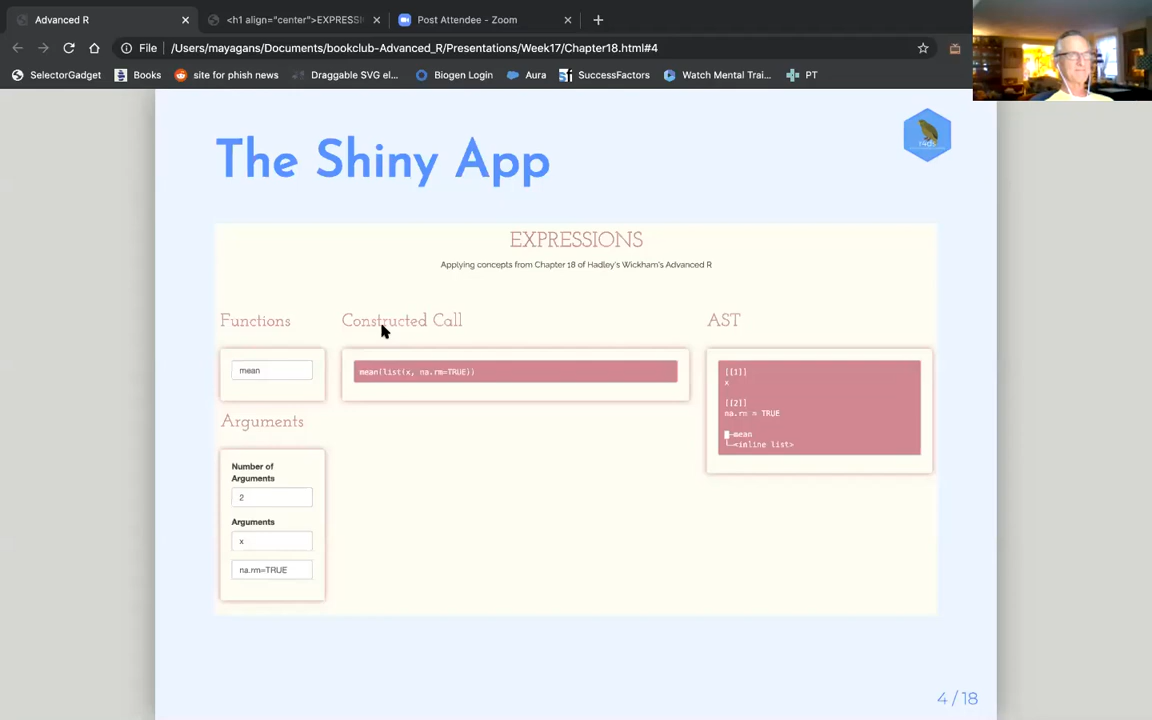 Advanced R
<h1 align="center">EXPRESSI
Post Attendee - Zoom
File
/Users/mayagans/Documents/bookclub-Advanced_R/Presentations/Week17/Chapter18.html#4
SelectorGadget
Books
site for phish news
Draggable SVG el...
Biogen Login
Aura
SuccessFactors
Watch Mental Trai...
PT
The Shiny App
r4ds
EXPRESSIONS
Applying concepts from Chapter 18 of Hadley's Wickham's Advanced R
Functions
Constructed Call
AST
mean
mean(list(x, na.rm=TRUE))
[[1]]
x
[[2]]
na.rm = TRUE
█─mean
└─<inline list>
Arguments
Number of
Arguments
2
Arguments
x
na.rm=TRUE
4 / 18